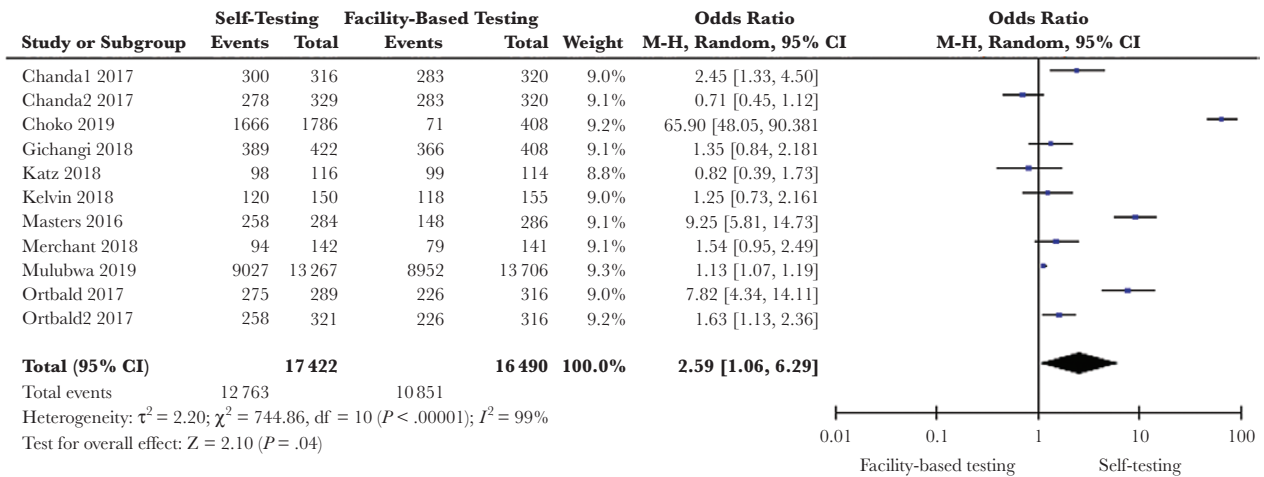 Self-Testing Facility-Based Testing Odds Ratio Odds Ratio
Study or Subgroup Events Total Events Total Weight M-H, Random, 95% CI M-H, Random, 95% CI
Chanda1 2017 300 316 283 320 9.0% 2.45 [1.33, 4.50]
Chanda2 2017 278 329 283 320 9.1% 0.71 [0.45, 1.12]
Choko 2019 1666 1786 71 408 9.2% 65.90 [48.05, 90.381
Gichangi 2018 389 422 366 408 9.1% 1.35 [0.84, 2.181
Katz 2018 98 116 99 114 8.8% 0.82 [0.39, 1.73]
Kelvin 2018 120 150 118 155 9.0% 1.25 [0.73, 2.161
Masters 2016 258 284 148 286 9.1% 9.25 [5.81, 14.73]
Merchant 2018 94 142 79 141 9.1% 1.54 [0.95, 2.49]
Mulubwa 2019 9027 13 267 8952 13 706 9.3% 1.13 [1.07, 1.19]
Ortbald 2017 275 289 226 316 9.0% 7.82 [4.34, 14.11]
Ortbald2 2017 258 321 226 316 9.2% 1.63 [1.13, 2.36]
Total (95% CI) 17 422 16 490 100.0% 2.59 [1.06, 6.29]
Total events 12 763 10 851
Heterogeneity: τ² = 2.20; χ² = 744.86, df = 10 (P < .00001); I² = 99%
Test for overall effect: Z = 2.10 (P = .04)
0.01 0.1 1 10 100
Facility-based testing Self-testing